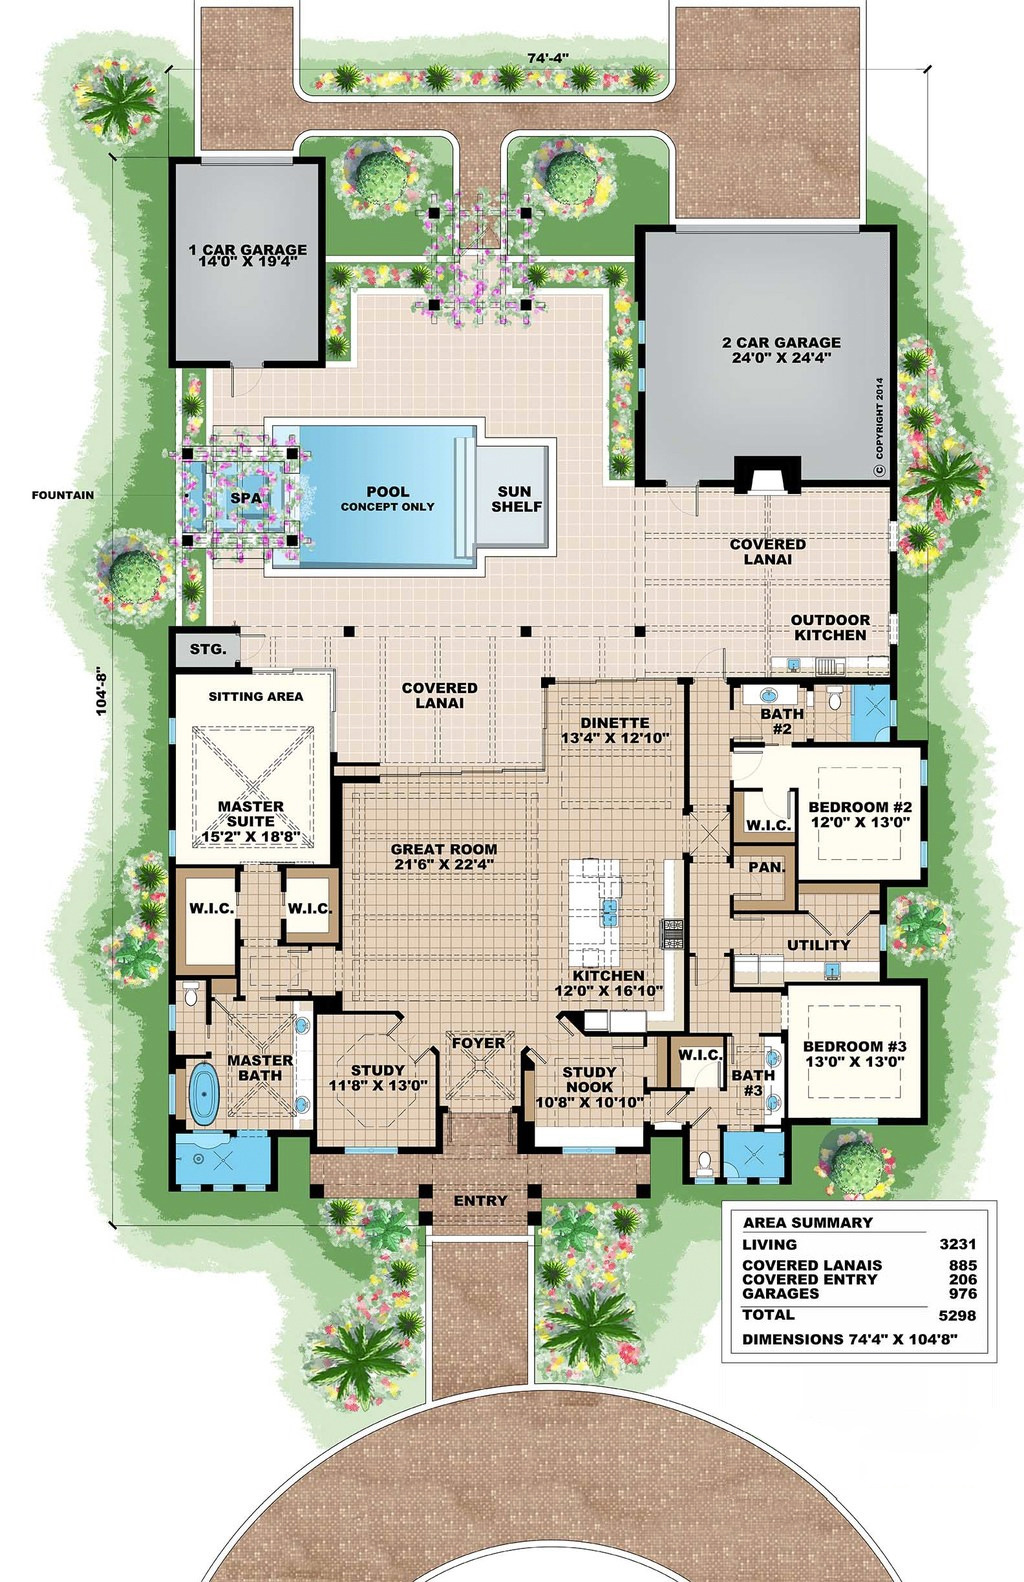 74'-4"
1 CAR GARAGE
14'0" X 19'4"
2 CAR GARAGE
24'0" X 24'4"
© COPYRIGHT 2014
FOUNTAIN
SPA
POOL
CONCEPT ONLY
SUN
SHELF
COVERED
LANAI
OUTDOOR
KITCHEN
STG.
104'-8"
SITTING AREA
COVERED
LANAI
DINETTE
13'4" X 12'10"
BATH
#2
MASTER
SUITE
15'2" X 18'8"
BEDROOM #2
12'0" X 13'0"
W.I.C.
GREAT ROOM
21'6" X 22'4"
PAN.
W.I.C.
W.I.C.
UTILITY
KITCHEN
12'0" X 16'10"
FOYER
BEDROOM #3
13'0" X 13'0"
W.I.C.
MASTER
BATH
STUDY
11'8" X 13'0"
STUDY
NOOK
10'8" X 10'10"
BATH
#3
ENTRY
AREA SUMMARY
LIVING 3231
COVERED LANAIS 885
COVERED ENTRY 206
GARAGES 976
TOTAL 5298
DIMENSIONS 74'4" X 104'8"